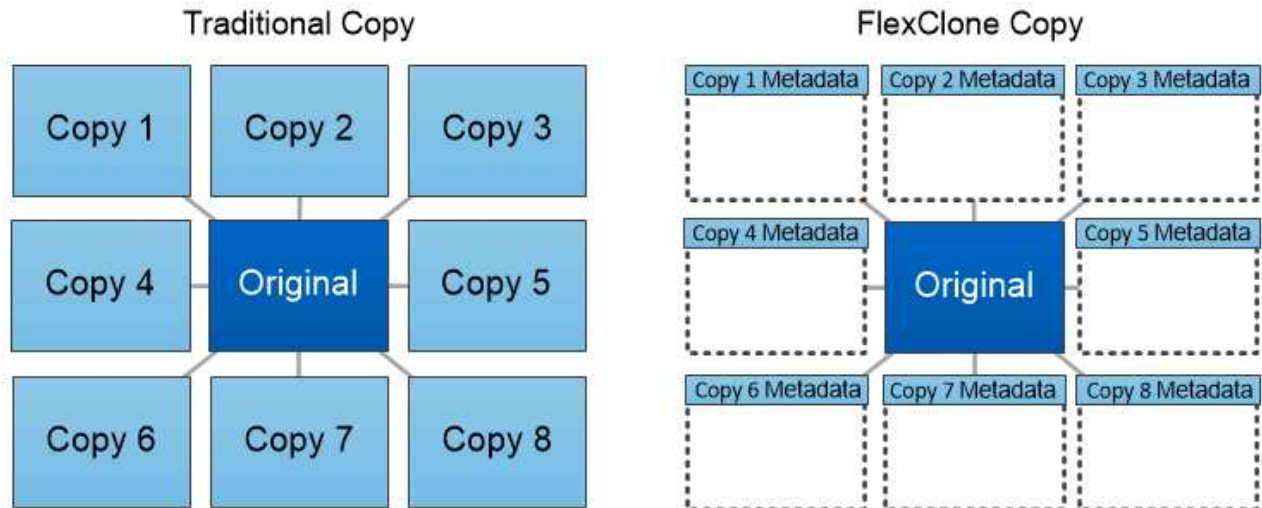 Traditional Copy
Copy 1
Copy 2
Copy 3
Copy 4
Original
Copy 5
Copy 6
Copy 7
Copy 8
FlexClone Copy
Copy 1 Metadata
Copy 2 Metadata
Copy 3 Metadata
Copy 4 Metadata
Original
Copy 5 Metadata
Copy 6 Metadata
Copy 7 Metadata
Copy 8 Metadata